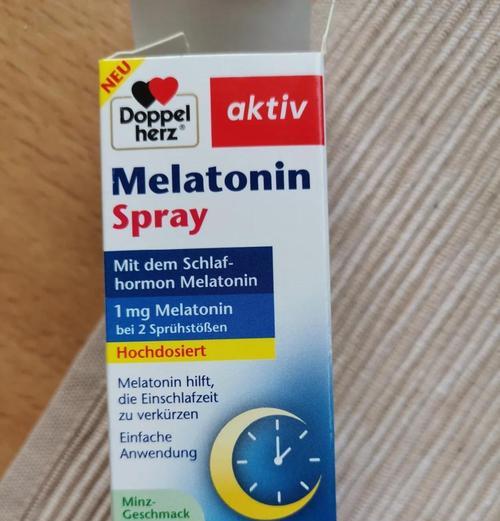 NEU
Doppel
herz®
aktiv
Melatonin
Spray
Mit dem Schlaf-
hormon Melatonin
1 mg Melatonin
bei 2 Sprühstößen
Hochdosiert
Melatonin hilft,
die Einschlafzeit
zu verkürzen
Einfache
Anwendung
Minz-
Geschmack